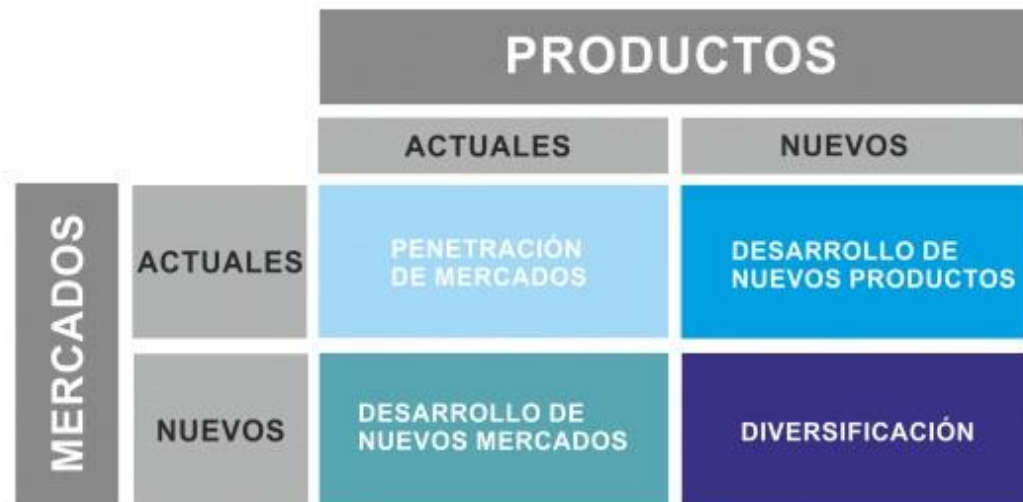 PRODUCTOS
ACTUALES
NUEVOS
MERCADOS
ACTUALES
PENETRACIÓN
DE MERCADOS
DESARROLLO DE
NUEVOS PRODUCTOS
NUEVOS
DESARROLLO DE
NUEVOS MERCADOS
DIVERSIFICACIÓN